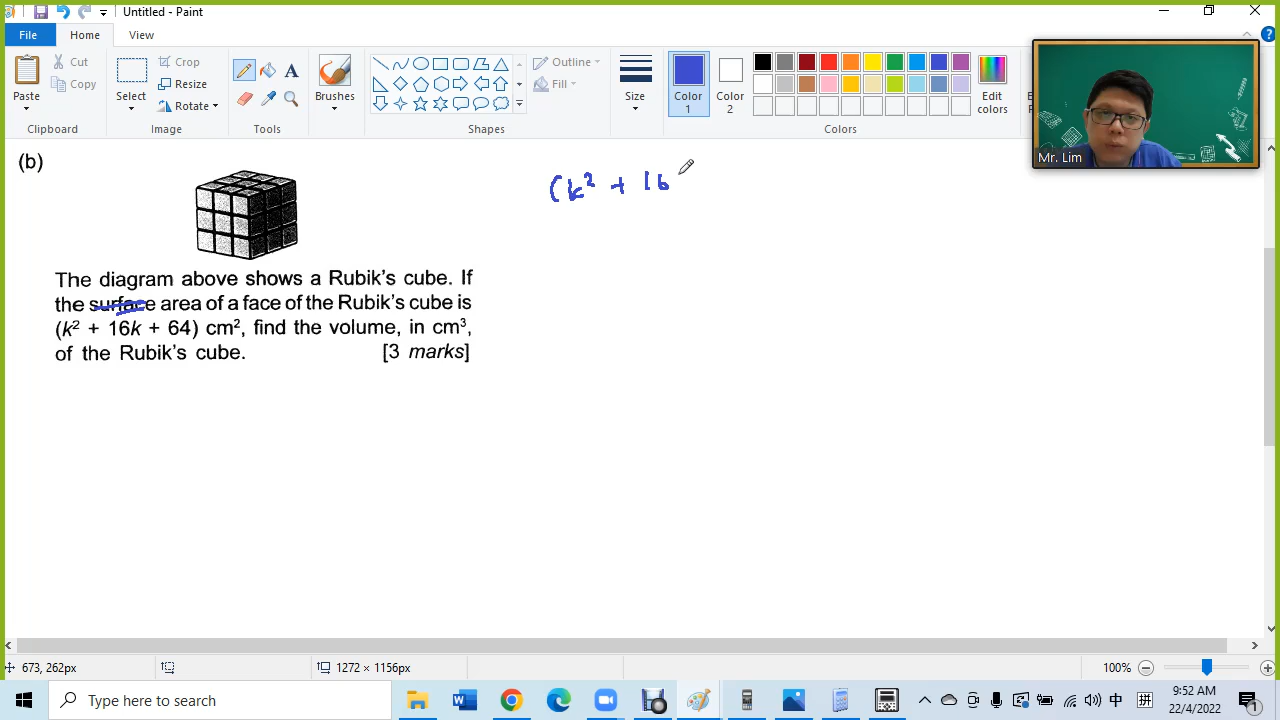 Untitled - Paint
File Home View
Paste
Cut
Copy
Clipboard
Select
Crop
Resize
Rotate
Image
A
Tools
Brushes
Shapes
Outline
Fill
Size
Color 1
Color 2
Edit colors
Colors
Mr. Lim
(b)
(k² + 16
The diagram above shows a Rubik's cube. If
the surface area of a face of the Rubik's cube is
(k² + 16k + 64) cm², find the volume, in cm³,
of the Rubik's cube. [3 marks]
673, 262px
1272 × 1156px
100%
Type here to search
中
拼
9:52 AM
22/4/2022
1